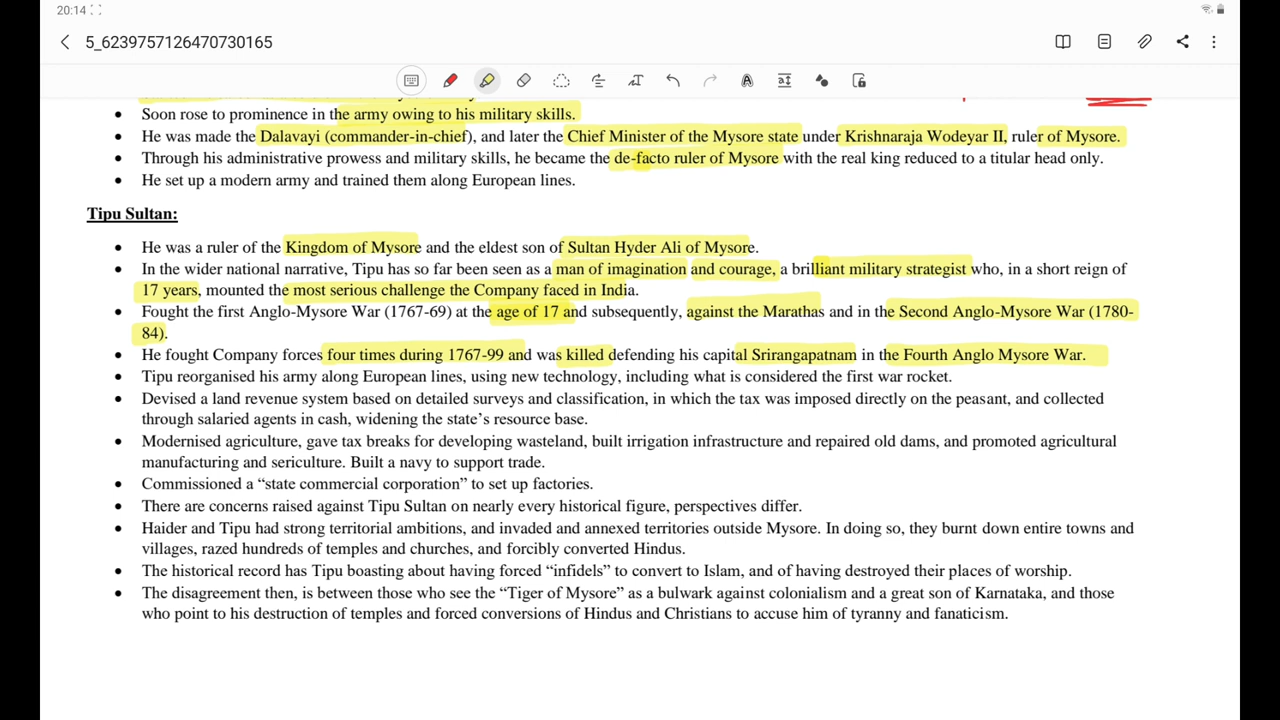 20:14
5_6239757126470730165
• Soon rose to prominence in the army owing to his military skills.
• He was made the Dalavayi (commander-in-chief), and later the Chief Minister of the Mysore state under Krishnaraja Wodeyar II, ruler of Mysore.
• Through his administrative prowess and military skills, he became the de-facto ruler of Mysore with the real king reduced to a titular head only.
• He set up a modern army and trained them along European lines.
Tipu Sultan:
• He was a ruler of the Kingdom of Mysore and the eldest son of Sultan Hyder Ali of Mysore.
• In the wider national narrative, Tipu has so far been seen as a man of imagination and courage, a brilliant military strategist who, in a short reign of
17 years, mounted the most serious challenge the Company faced in India.
• Fought the first Anglo-Mysore War (1767-69) at the age of 17 and subsequently, against the Marathas and in the Second Anglo-Mysore War (1780-
84).
• He fought Company forces four times during 1767-99 and was killed defending his capital Srirangapatnam in the Fourth Anglo Mysore War.
• Tipu reorganised his army along European lines, using new technology, including what is considered the first war rocket.
• Devised a land revenue system based on detailed surveys and classification, in which the tax was imposed directly on the peasant, and collected
through salaried agents in cash, widening the state’s resource base.
• Modernised agriculture, gave tax breaks for developing wasteland, built irrigation infrastructure and repaired old dams, and promoted agricultural
manufacturing and sericulture. Built a navy to support trade.
• Commissioned a “state commercial corporation” to set up factories.
• There are concerns raised against Tipu Sultan on nearly every historical figure, perspectives differ.
• Haider and Tipu had strong territorial ambitions, and invaded and annexed territories outside Mysore. In doing so, they burnt down entire towns and
villages, razed hundreds of temples and churches, and forcibly converted Hindus.
• The historical record has Tipu boasting about having forced “infidels” to convert to Islam, and of having destroyed their places of worship.
• The disagreement then, is between those who see the “Tiger of Mysore” as a bulwark against colonialism and a great son of Karnataka, and those
who point to his destruction of temples and forced conversions of Hindus and Christians to accuse him of tyranny and fanaticism.